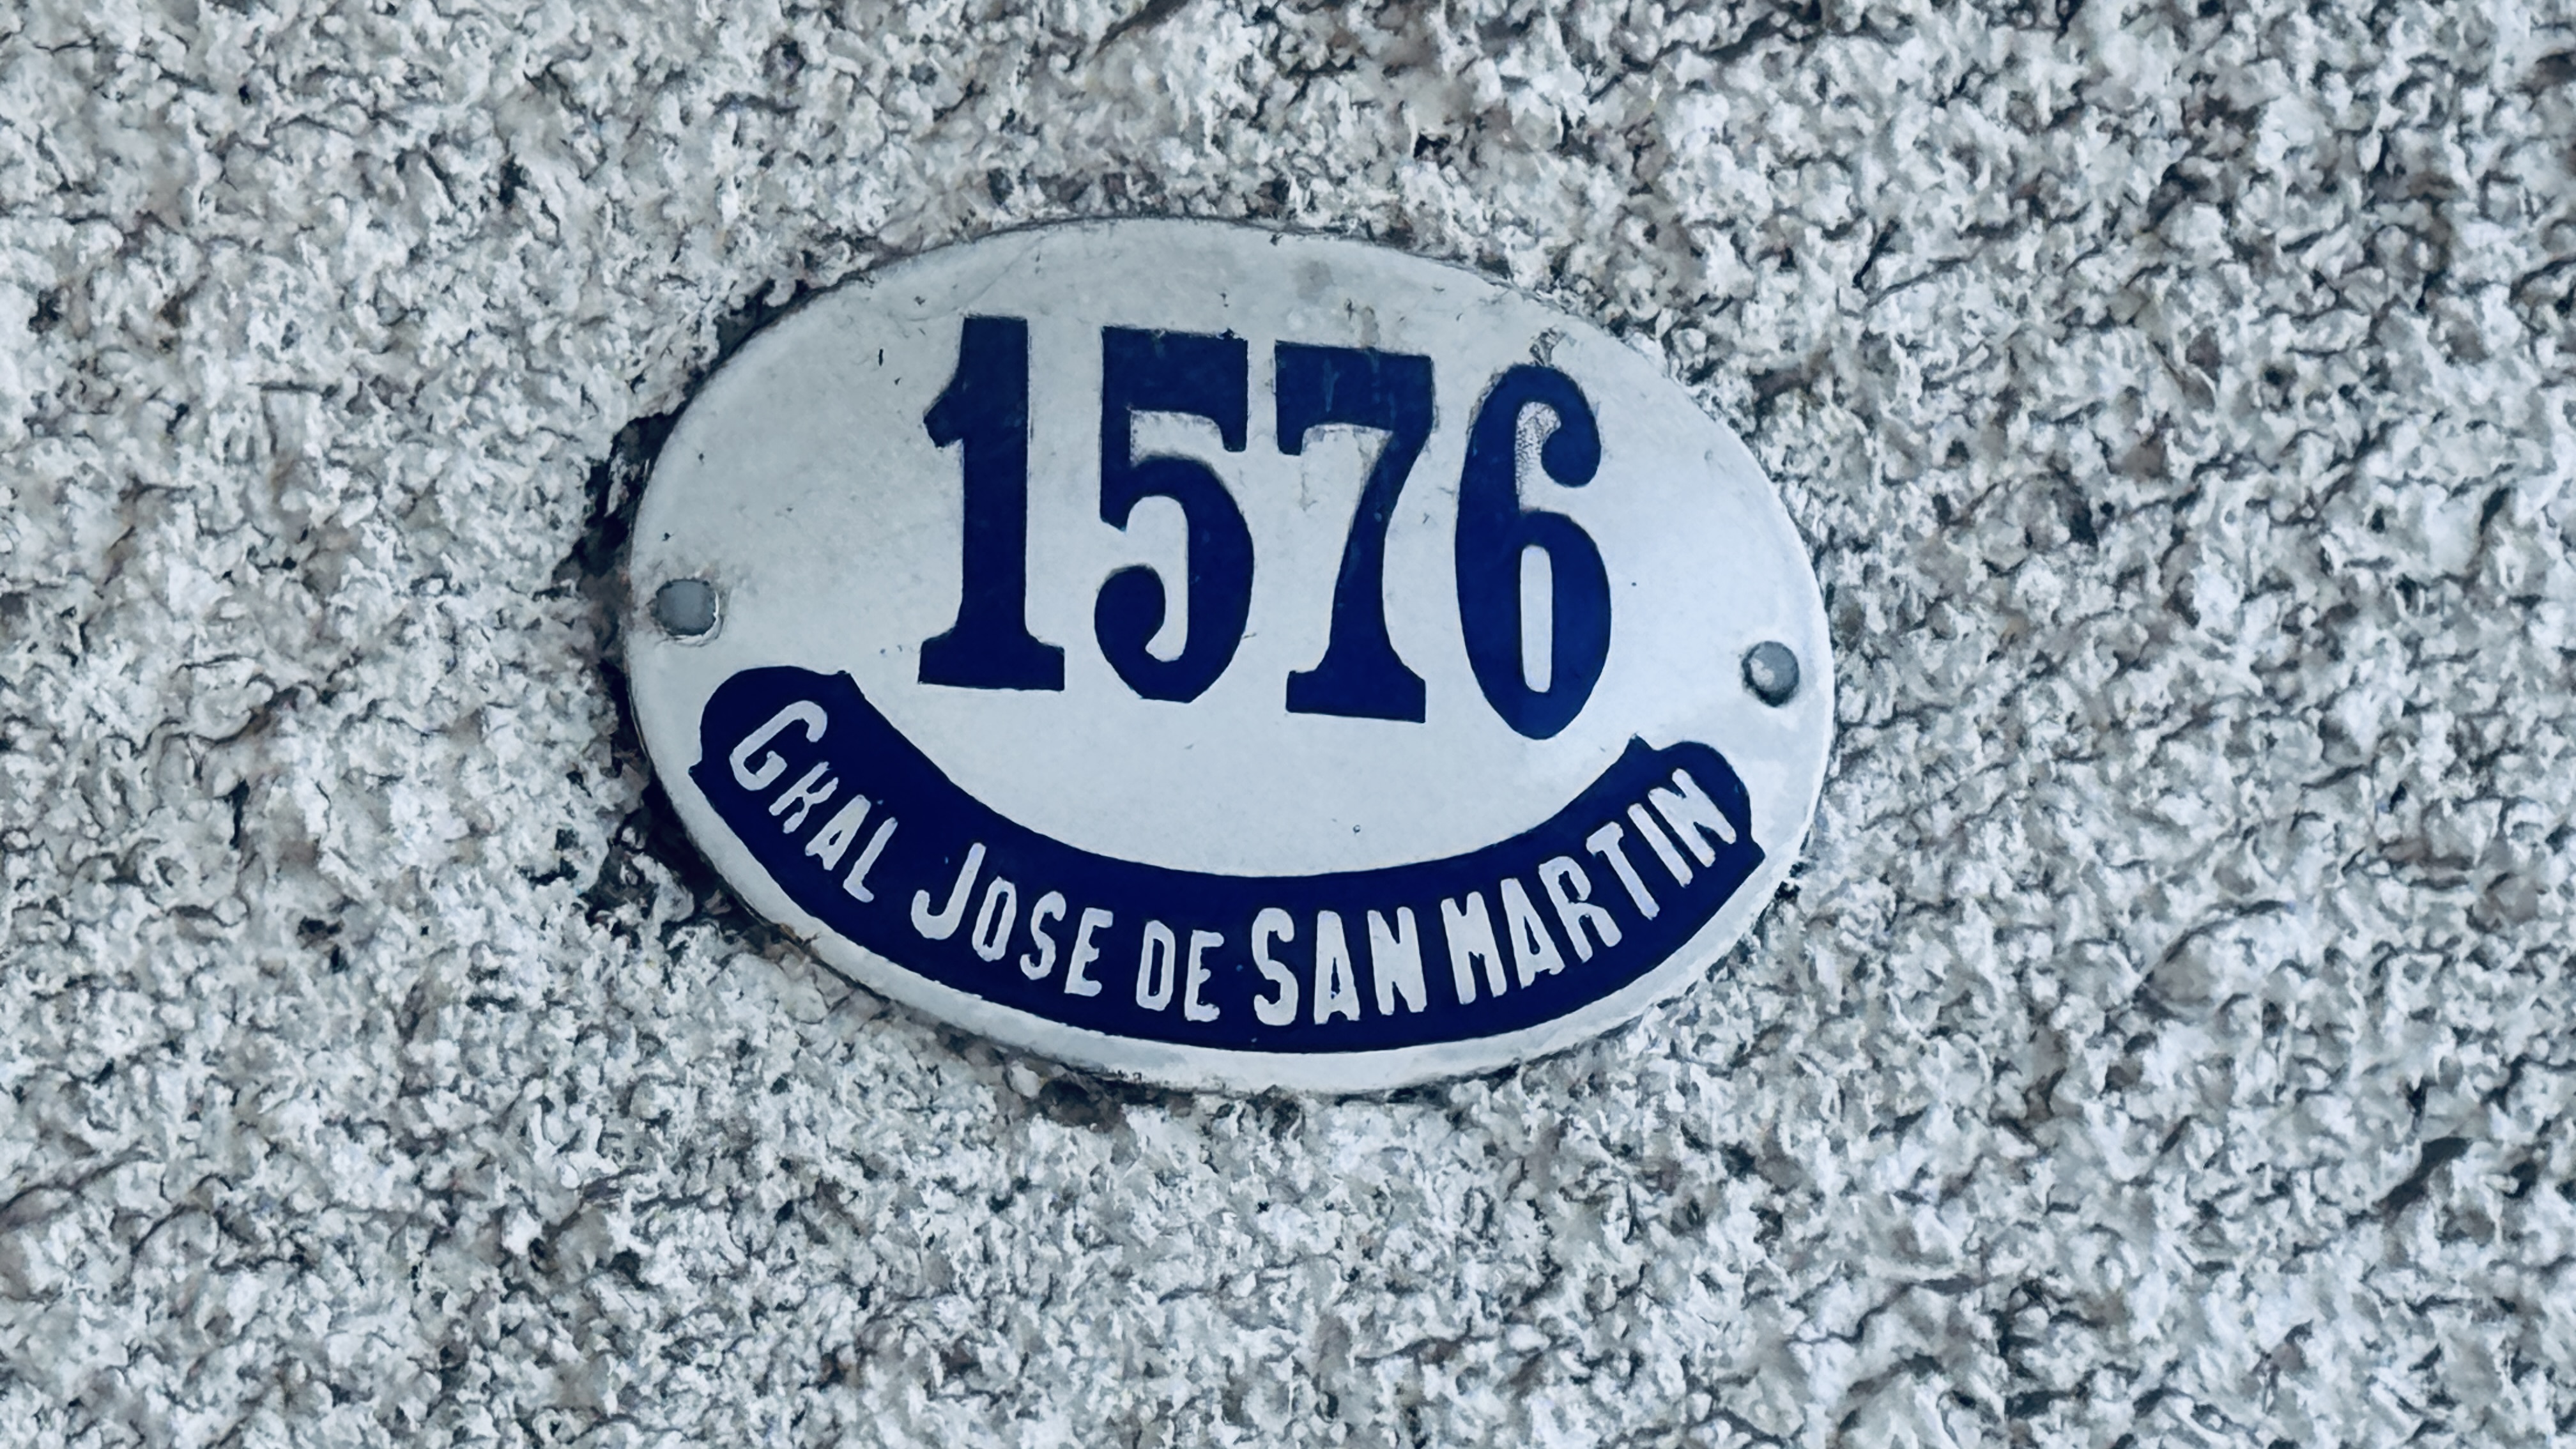 1576
GRAL JOSE DE SAN MARTIN